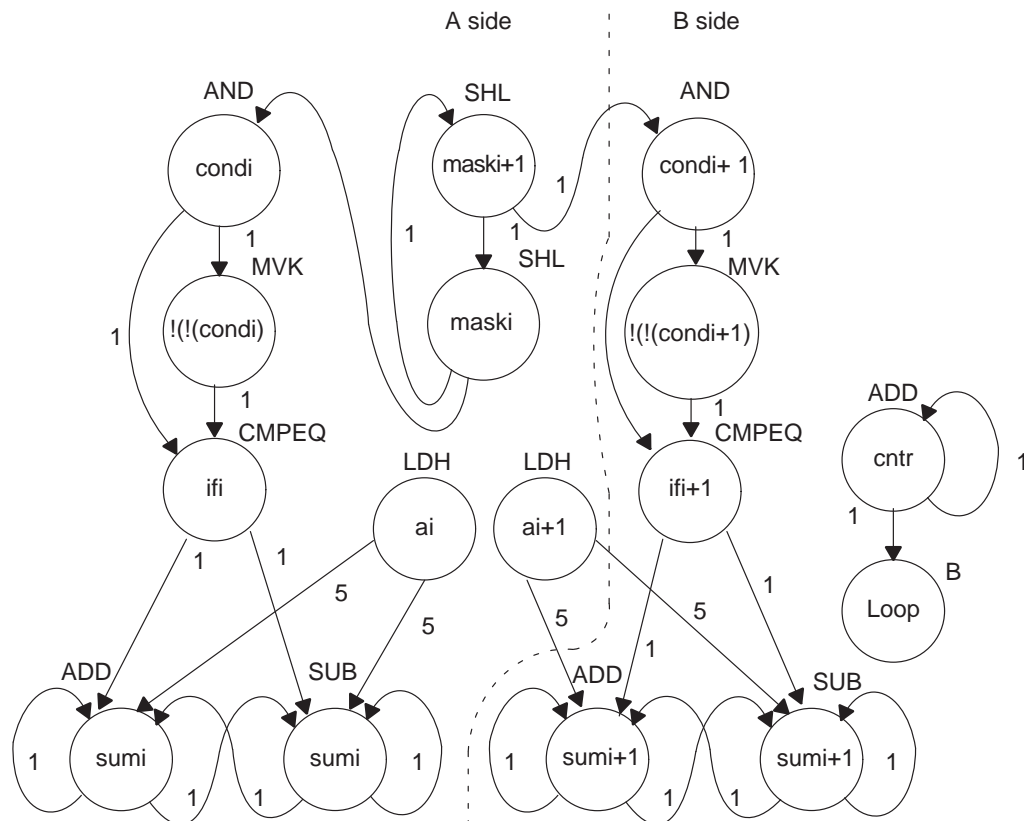 A side
B side
AND
SHL
AND
condi
maski+1
condi+ 1
1
1
1
1
1
MVK
SHL
MVK
!(!(condi)
maski
!(!(condi+1)
1
1
1
CMPEQ
CMPEQ
ADD
ifi
LDH
LDH
ifi+1
cntr
1
ai
ai+1
1
1
1
B
5
5
5
1
1
Loop
ADD
SUB
ADD
SUB
1
sumi
sumi
1
1
sumi+1
sumi+1
1
1
1
1
1